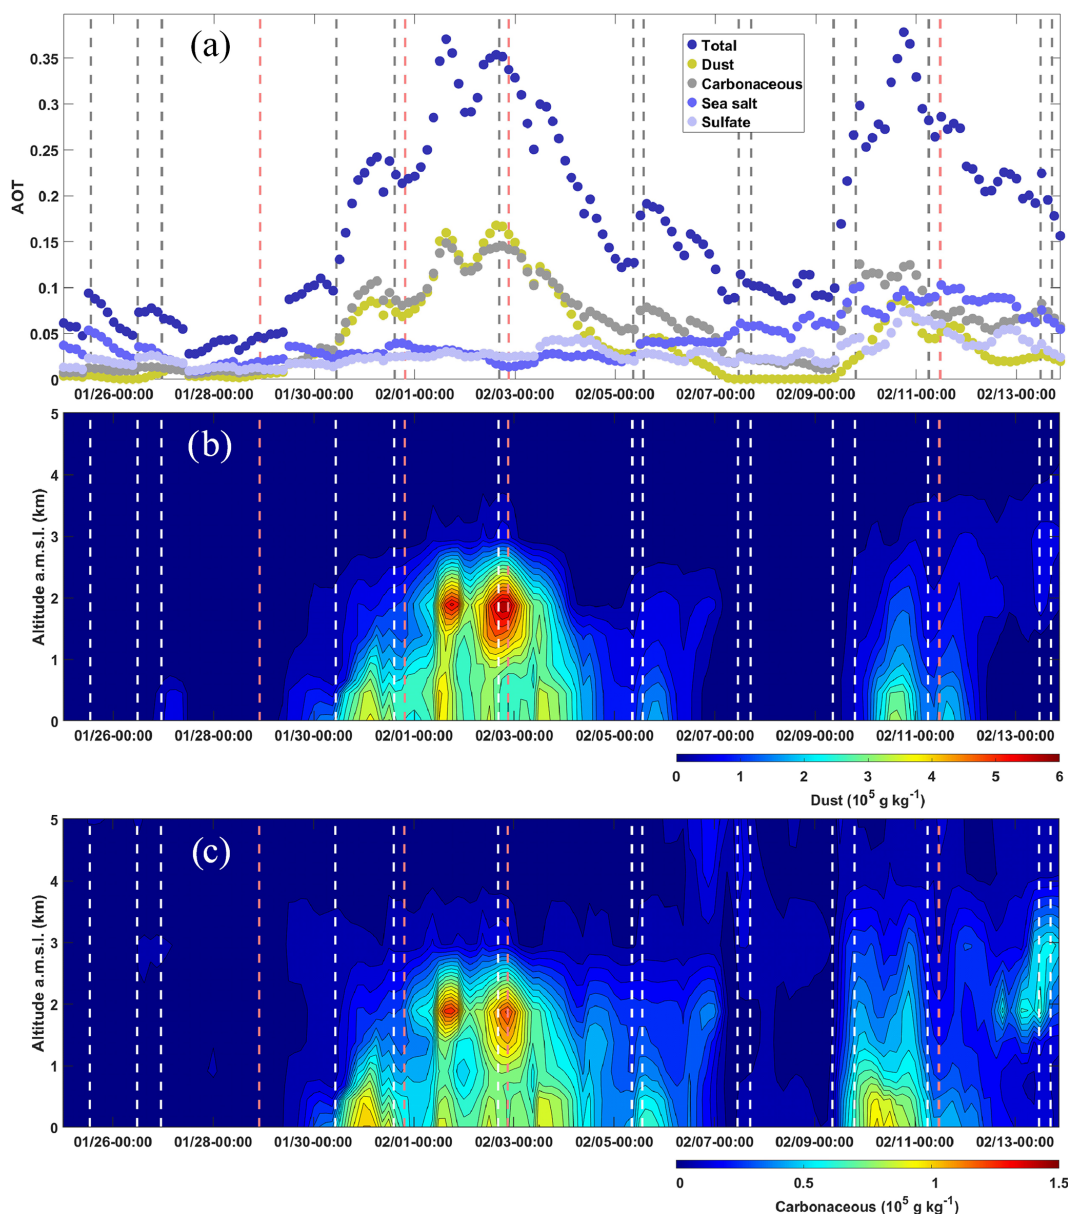 (a)
Total
Dust
Carbonaceous
Sea salt
Sulfate
AOT
0.35
0.3
0.25
0.2
0.15
0.1
0.05
0
01/26-00:00 01/28-00:00 01/30-00:00 02/01-00:00 02/03-00:00 02/05-00:00 02/07-00:00 02/09-00:00 02/11-00:00 02/13-00:00
(b)
Altitude a.m.s.l. (km)
5
4
3
2
1
0
01/26-00:00 01/28-00:00 01/30-00:00 02/01-00:00 02/03-00:00 02/05-00:00 02/07-00:00 02/09-00:00 02/11-00:00 02/13-00:00
0 1 2 3 4 5 6
Dust (10⁵ g kg⁻¹)
(c)
Altitude a.m.s.l. (km)
5
4
3
2
1
0
01/26-00:00 01/28-00:00 01/30-00:00 02/01-00:00 02/03-00:00 02/05-00:00 02/07-00:00 02/09-00:00 02/11-00:00 02/13-00:00
0 0.5 1 1.5
Carbonaceous (10⁵ g kg⁻¹)